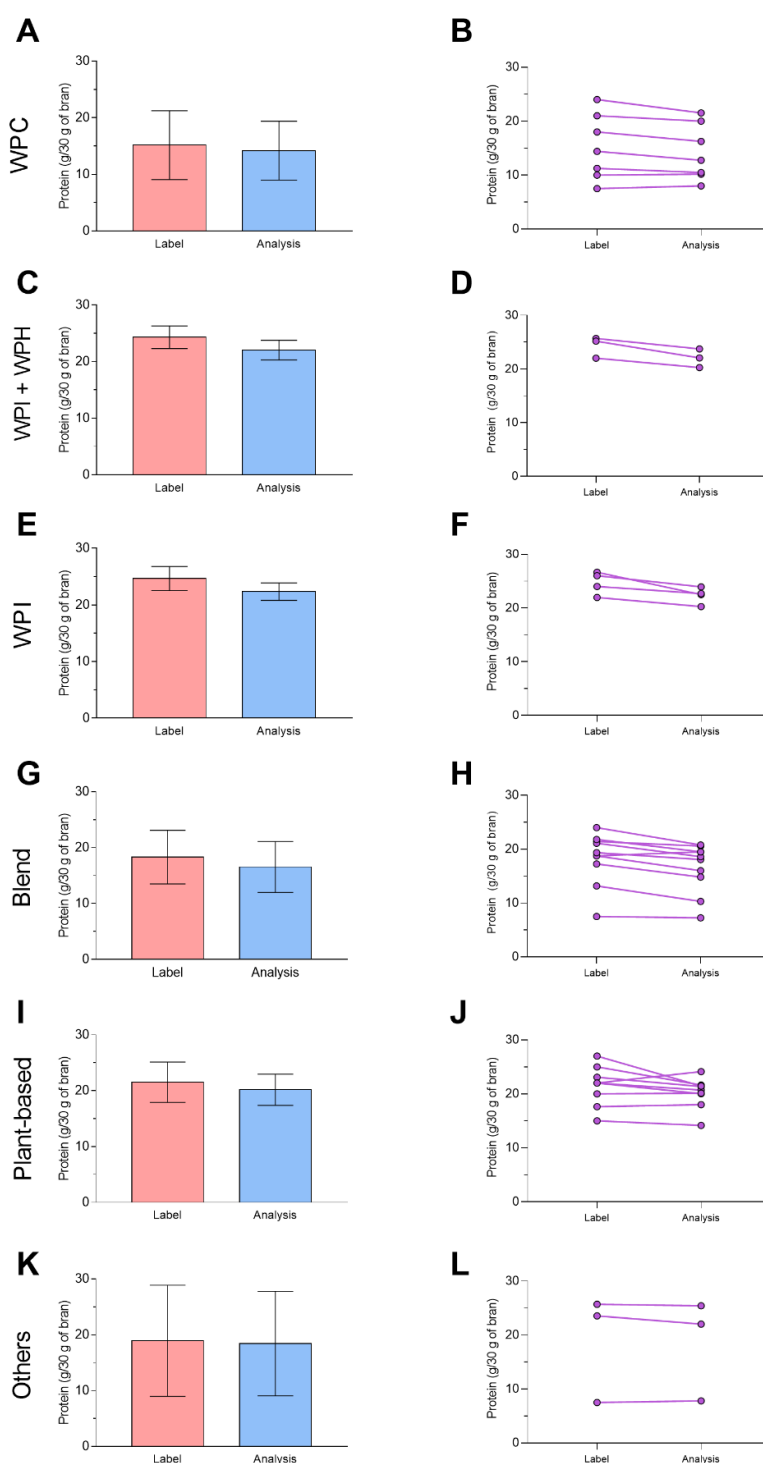 A
B
WPC
Protein (g/30 g of bran)
30
20
10
0
Label
Analysis
Protein (g/30 g of bran)
30
20
10
0
Label
Analysis
C
D
WPI + WPH
Protein (g/30 g of bran)
30
20
10
0
Label
Analysis
Protein (g/30 g of bran)
30
20
10
0
Label
Analysis
E
F
WPI
Protein (g/30 g of bran)
30
20
10
0
Label
Analysis
Protein (g/30 g of bran)
30
20
10
0
Label
Analysis
G
H
Blend
Protein (g/30 g of bran)
30
20
10
0
Label
Analysis
Protein (g/30 g of bran)
30
20
10
0
Label
Analysis
I
J
Plant-based
Protein (g/30 g of bran)
30
20
10
0
Label
Analysis
Protein (g/30 g of bran)
30
20
10
0
Label
Analysis
K
L
Others
Protein (g/30 g of bran)
30
20
10
0
Label
Analysis
Protein (g/30 g of bran)
30
20
10
0
Label
Analysis